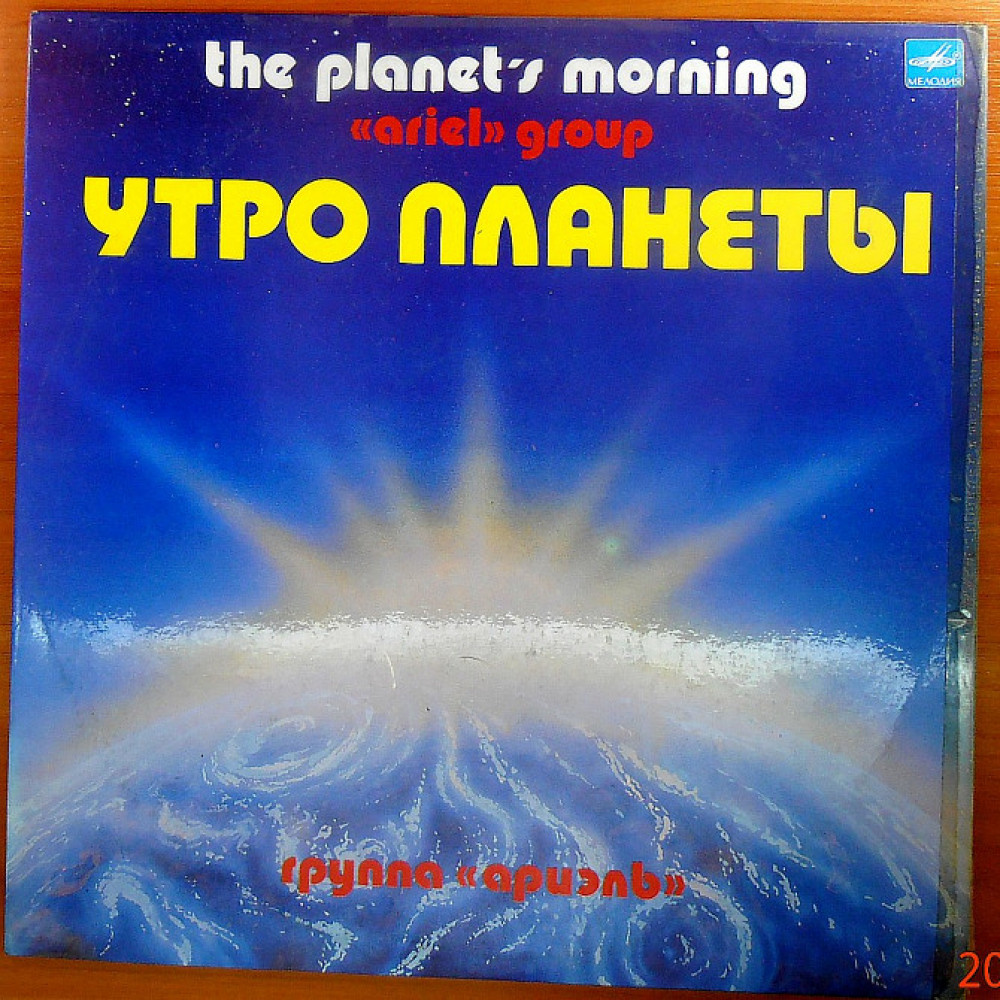 the planet's morning
МЕЛОДИЯ
«ariel» group
УТРО ПЛАНЕТЫ
группа «ариэль»
20